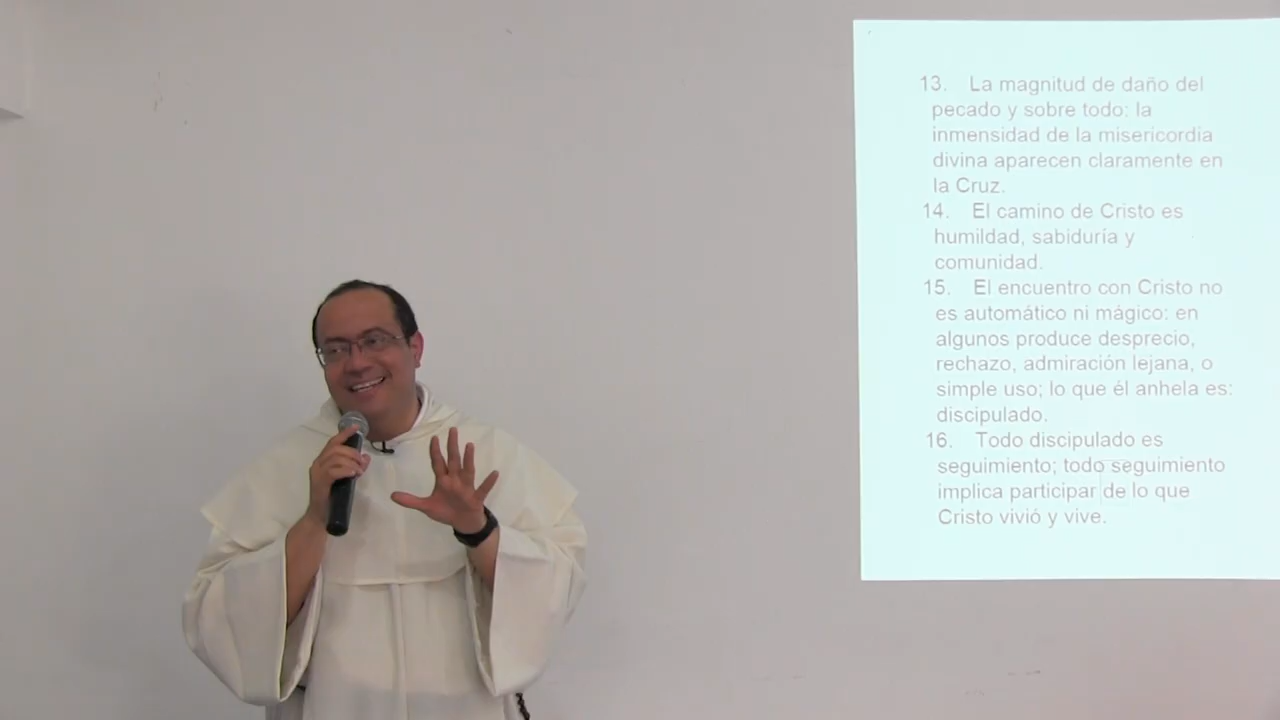 13. La magnitud de daño del
pecado y sobre todo: la
inmensidad de la misericordia
divina aparecen claramente en
la Cruz.
14. El camino de Cristo es
humildad, sabiduría y
comunidad.
15. El encuentro con Cristo no
es automático ni mágico: en
algunos produce desprecio,
rechazo, admiración lejana, o
simple uso; lo que él anhela es:
discipulado.
16. Todo discipulado es
seguimiento; todo seguimiento
implica participar de lo que
Cristo vivió y vive.